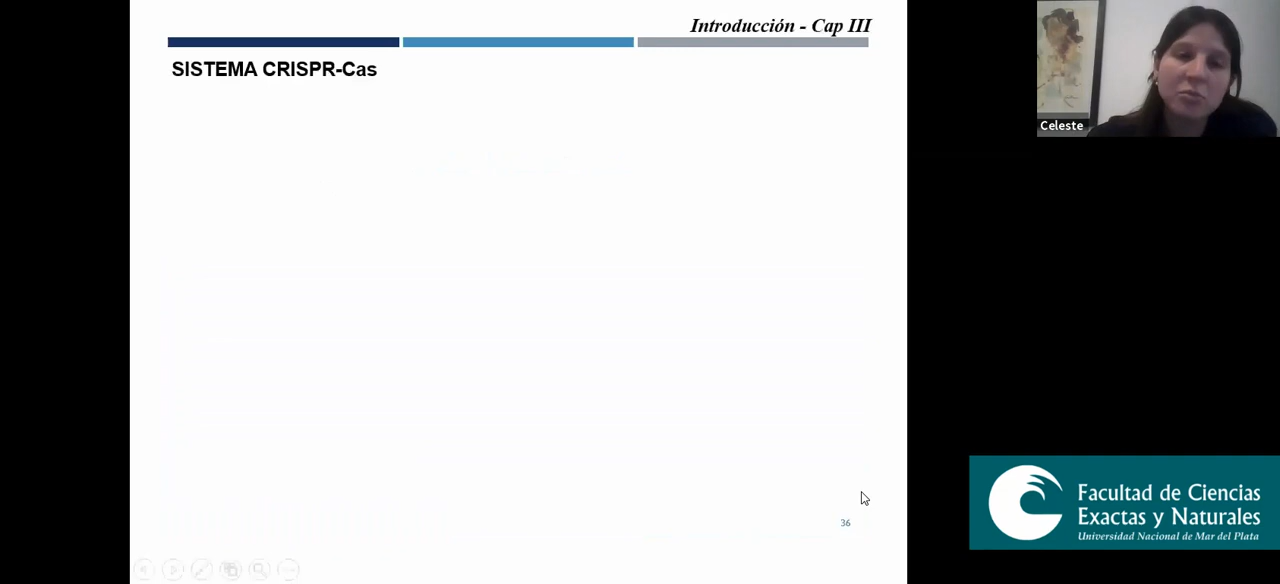 Introducción - Cap III
SISTEMA CRISPR-Cas
Celeste
Facultad de Ciencias
Exactas y Naturales
Universidad Nacional de Mar del Plata
36